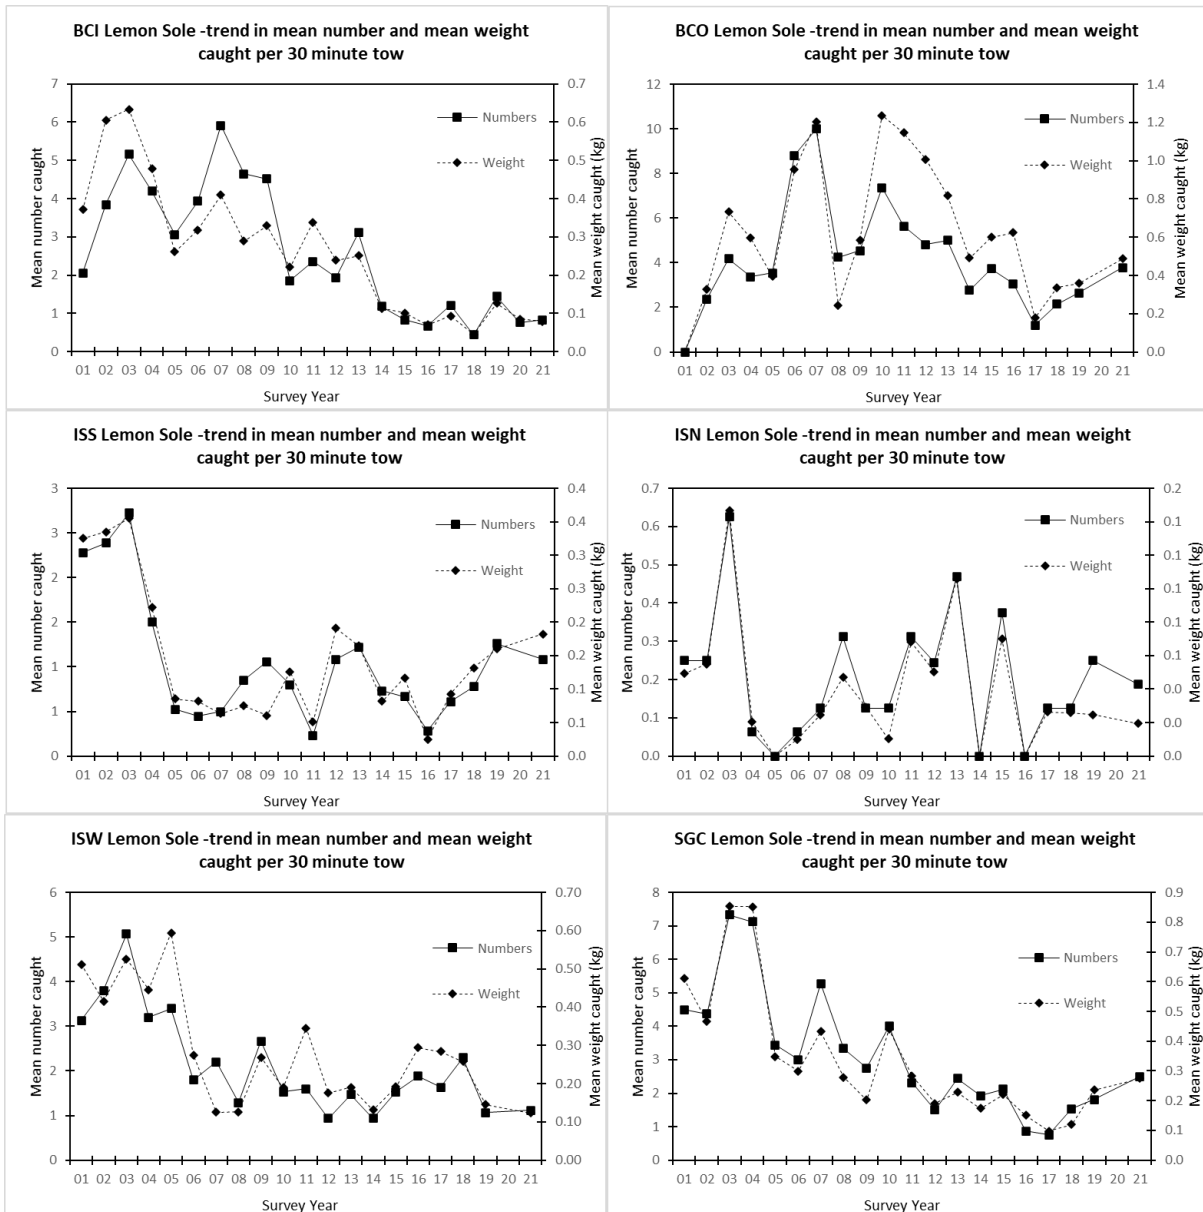 BCI Lemon Sole -trend in mean number and mean weight
caught per 30 minute tow
Mean number caught
7
6
5
4
3
2
1
0
Numbers
Weight
0.7
0.6
0.5
0.4
0.3
0.2
0.1
0.0
Mean weight caught (kg)
01 02 03 04 05 06 07 08 09 10 11 12 13 14 15 16 17 18 19 20 21
Survey Year
BCO Lemon Sole -trend in mean number and mean weight
caught per 30 minute tow
Mean number caught
12
10
8
6
4
2
0
Numbers
Weight
1.4
1.2
1.0
0.8
0.6
0.4
0.2
0.0
Mean weight caught (kg)
01 02 03 04 05 06 07 08 09 10 11 12 13 14 15 16 17 18 19 20 21
Survey Year
ISS Lemon Sole -trend in mean number and mean weight
caught per 30 minute tow
Mean number caught
3
3
2
2
1
1
0
Numbers
Weight
0.4
0.4
0.3
0.3
0.2
0.2
0.1
0.1
0.0
Mean weight caught (kg)
01 02 03 04 05 06 07 08 09 10 11 12 13 14 15 16 17 18 19 20 21
Survey Year
ISN Lemon Sole -trend in mean number and mean weight
caught per 30 minute tow
Mean number caught
0.7
0.6
0.5
0.4
0.3
0.2
0.1
0.0
Numbers
Weight
0.2
0.1
0.1
0.1
0.1
0.1
0.0
0.0
0.0
Mean weight caught (kg)
01 02 03 04 05 06 07 08 09 10 11 12 13 14 15 16 17 18 19 20 21
Survey Year
ISW Lemon Sole -trend in mean number and mean weight
caught per 30 minute tow
Mean number caught
6
5
4
3
2
1
0
Numbers
Weight
0.70
0.60
0.50
0.40
0.30
0.20
0.10
0.00
Mean weight caught (kg)
01 02 03 04 05 06 07 08 09 10 11 12 13 14 15 16 17 18 19 20 21
Survey Year
SGC Lemon Sole -trend in mean number and mean weight
caught per 30 minute tow
Mean number caught
8
7
6
5
4
3
2
1
0
Numbers
Weight
0.9
0.8
0.7
0.6
0.5
0.4
0.3
0.2
0.1
0.0
Mean weight caught (kg)
01 02 03 04 05 06 07 08 09 10 11 12 13 14 15 16 17 18 19 20 21
Survey Year